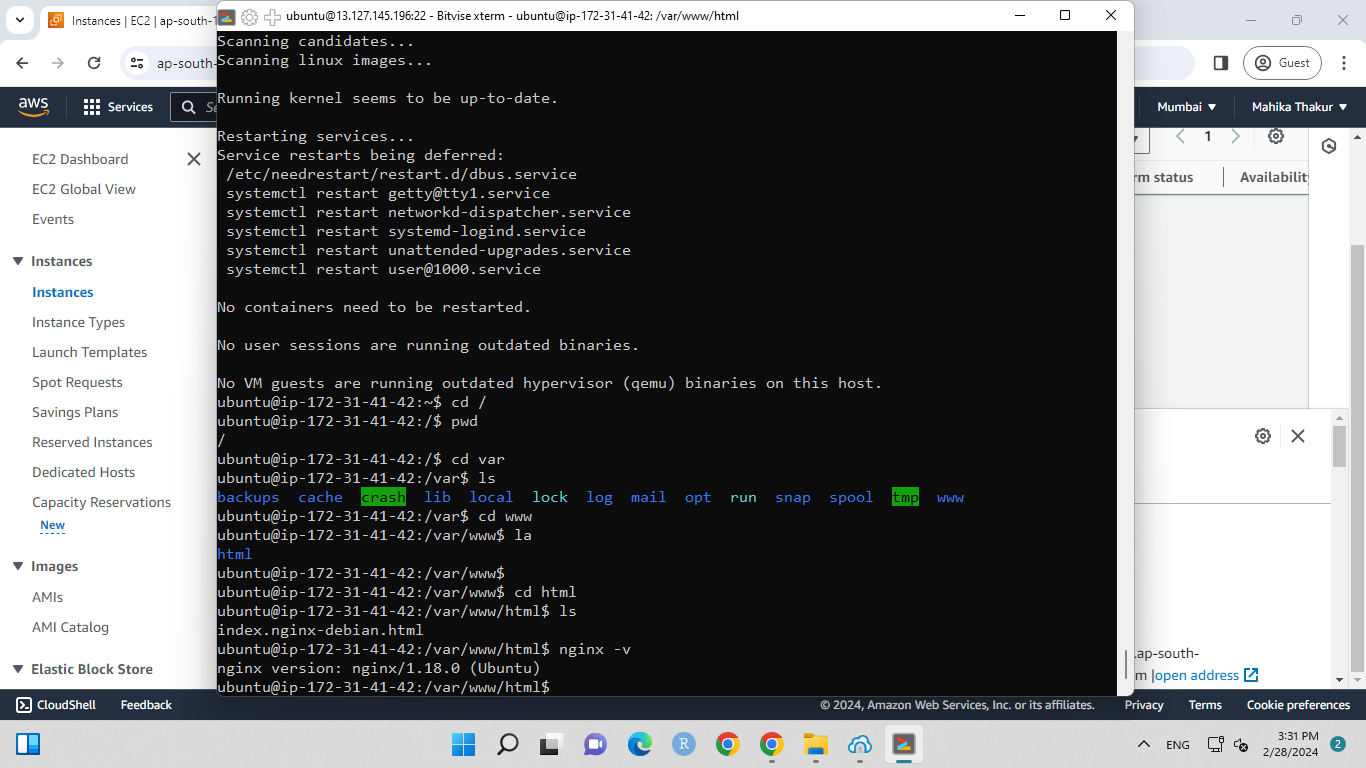 Instances | EC2 | ap-south-1
ubuntu@13.127.145.196:22 - Bitvise xterm - ubuntu@ip-172-31-41-42: /var/www/html
ap-south-
Guest
aws
Services
Se
Mumbai
Mahika Thakur
EC2 Dashboard
EC2 Global View
Events
Instances
Instances
Instance Types
Launch Templates
Spot Requests
Savings Plans
Reserved Instances
Dedicated Hosts
Capacity Reservations
New
Images
AMIs
AMI Catalog
Elastic Block Store
Scanning candidates...
Scanning linux images...
Running kernel seems to be up-to-date.
Restarting services...
Service restarts being deferred:
/etc/needrestart/restart.d/dbus.service
systemctl restart getty@tty1.service
systemctl restart networkd-dispatcher.service
systemctl restart systemd-logind.service
systemctl restart unattended-upgrades.service
systemctl restart user@1000.service
No containers need to be restarted.
No user sessions are running outdated binaries.
No VM guests are running outdated hypervisor (qemu) binaries on this host.
ubuntu@ip-172-31-41-42:~$ cd /
ubuntu@ip-172-31-41-42:/$ pwd
/
ubuntu@ip-172-31-41-42:/$ cd var
ubuntu@ip-172-31-41-42:/var$ ls
backups cache crash lib local lock log mail opt run snap spool tmp www
ubuntu@ip-172-31-41-42:/var$ cd www
ubuntu@ip-172-31-41-42:/var/www$ la
html
ubuntu@ip-172-31-41-42:/var/www$
ubuntu@ip-172-31-41-42:/var/www$ cd html
ubuntu@ip-172-31-41-42:/var/www/html$ ls
index.nginx-debian.html
ubuntu@ip-172-31-41-42:/var/www/html$ nginx -v
nginx version: nginx/1.18.0 (Ubuntu)
ubuntu@ip-172-31-41-42:/var/www/html$
1
rm status
Availability
.ap-south-
m |open address
CloudShell
Feedback
© 2024, Amazon Web Services, Inc. or its affiliates.
Privacy
Terms
Cookie preferences
R
ENG
3:31 PM
2/28/2024
2